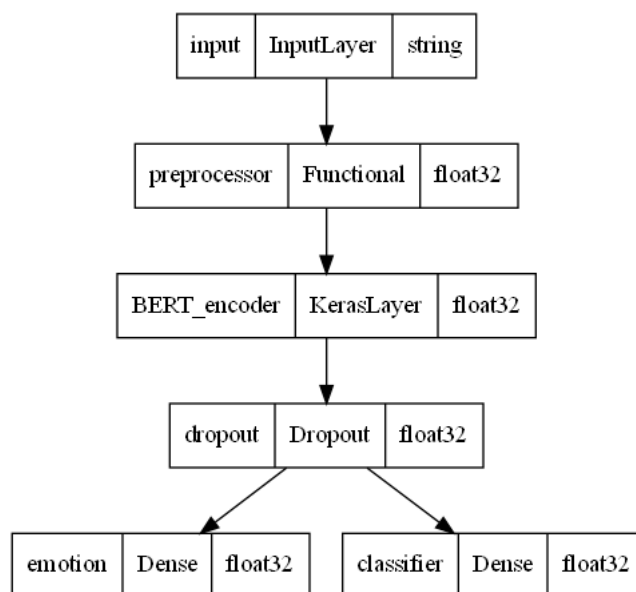 input InputLayer string
preprocessor Functional float32
BERT_encoder KerasLayer float32
dropout Dropout float32
emotion Dense float32 classifier Dense float32